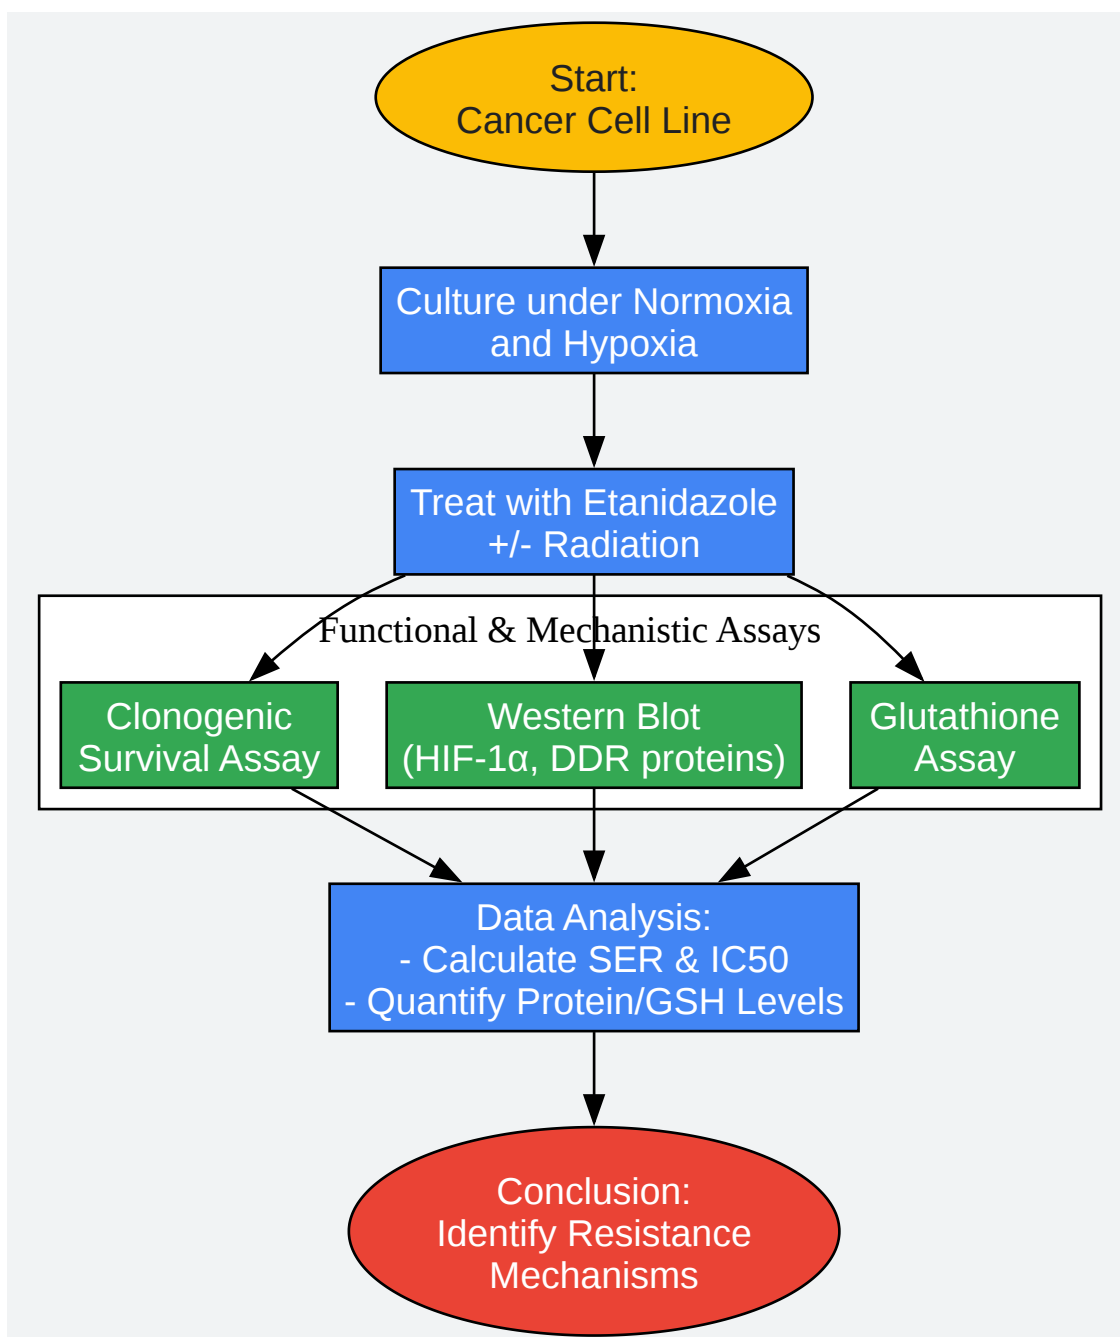 Start:
Cancer Cell Line
Culture under Normoxia
and Hypoxia
Treat with Etanidazole
+/- Radiation
Functional & Mechanistic Assays
Clonogenic
Survival Assay
Western Blot
(HIF-1α, DDR proteins)
Glutathione
Assay
Data Analysis:
- Calculate SER & IC50
- Quantify Protein/GSH Levels
Conclusion:
Identify Resistance
Mechanisms